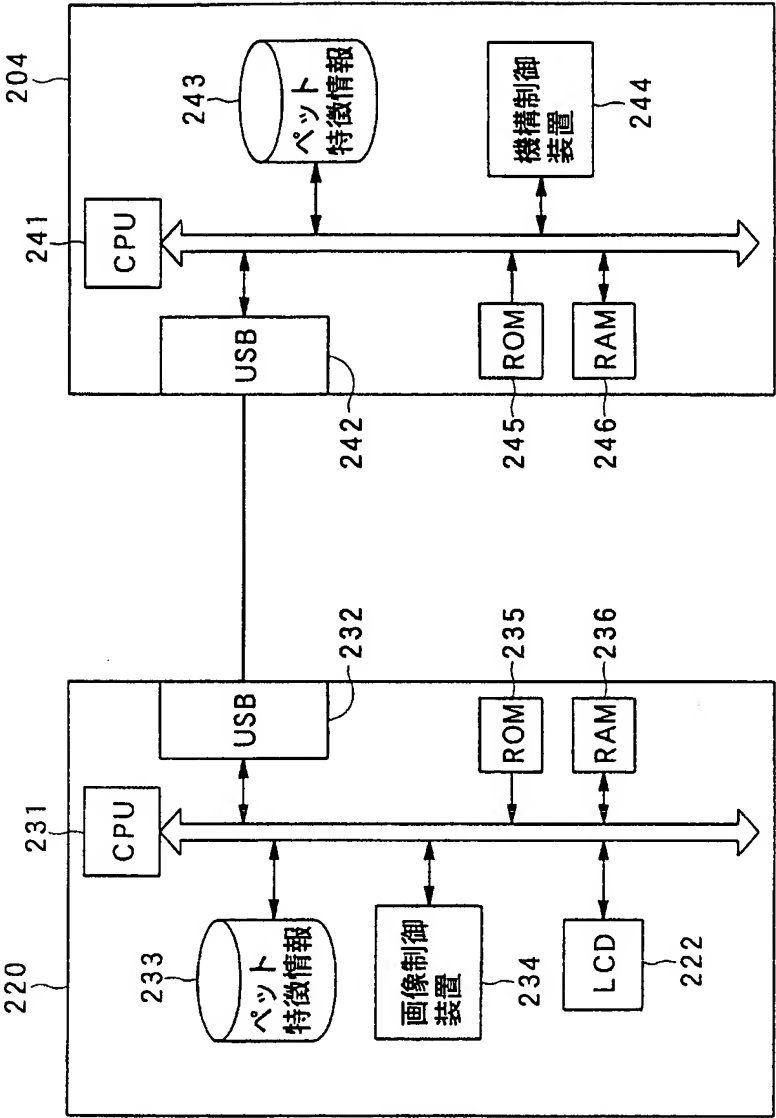 220
231
CPU
USB
232
233
ペット
特徴情報
画像制御
装置
234
ROM
235
LCD
222
RAM
236
204
241
CPU
USB
242
243
ペット
特徴情報
機構制御
装置
244
ROM
245
RAM
246